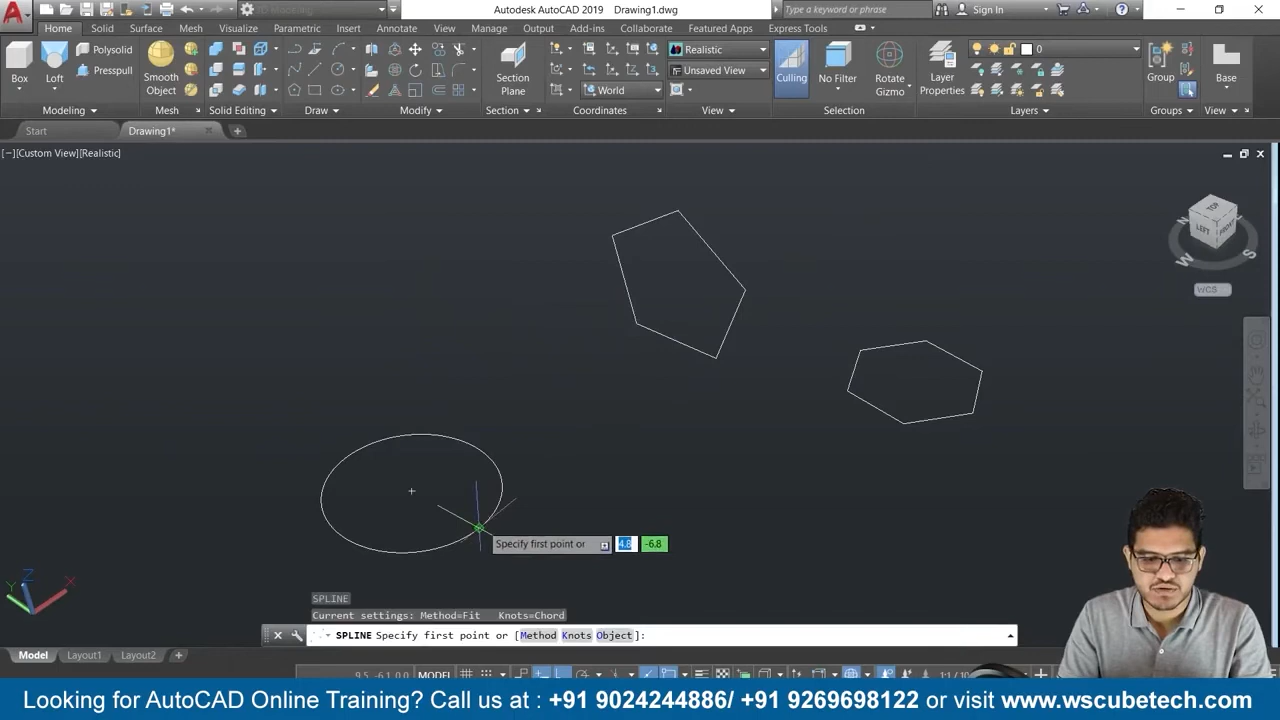 Autodesk AutoCAD 2019 Drawing1.dwg
Type a keyword or phrase
Sign In
Home Solid Surface Mesh Visualize Parametric Insert Annotate View Manage Output Add-ins Collaborate Featured Apps Express Tools
Box
Loft
Polysolid
Presspull
Smooth
Object
Section
Plane
World
Realistic
Unsaved View
Culling
No Filter
Rotate
Gizmo
Layer
Properties
0
Group
Base
Modeling Mesh Solid Editing Draw Modify Section Coordinates View Selection Layers Groups View
Start Drawing1*
[−][Custom View][Realistic]
TOP
LEFT
FRONT
N
W
S
WCS
Specify first point or 4.8 -6.8
Z
Y
X
SPLINE
Current settings: Method=Fit Knots=Chord
SPLINE Specify first point or [Method Knots Object]:
Model Layout1 Layout2 +
MODEL
Looking for AutoCAD Online Training? Call us at : +91 9024244886/ +91 9269698122 or visit www.wscubetech.com